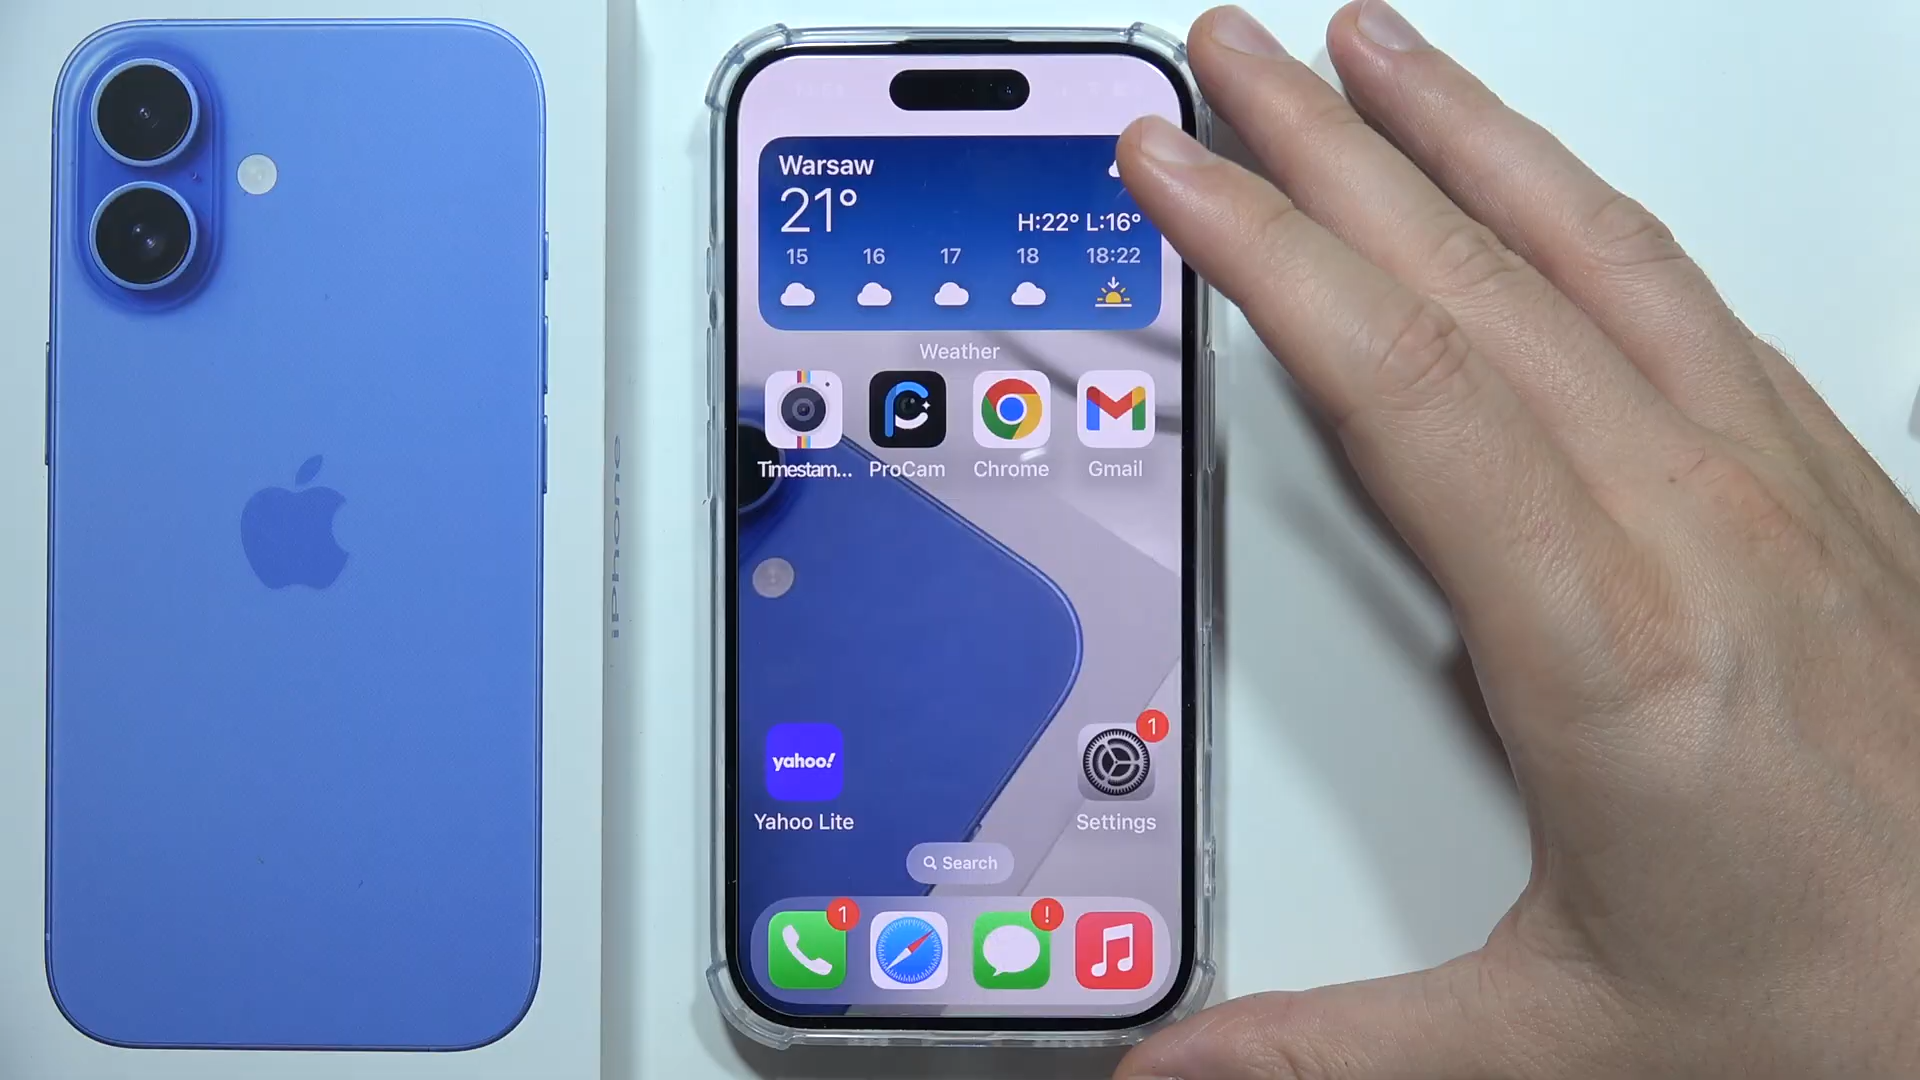 iPhone
Warsaw
21°
H:22° L:16°
15 16 17 18 18:22
Weather
Timestam... ProCam Chrome Gmail
yahoo!
1
Yahoo Lite Settings
Search
1 !